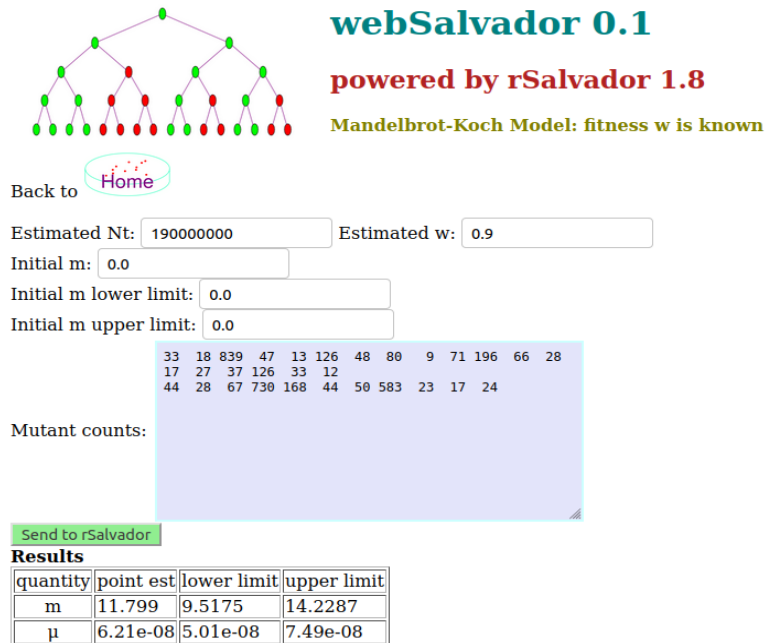 webSalvador 0.1
powered by rSalvador 1.8
Mandelbrot-Koch Model: fitness w is known
Back to Home
Estimated Nt: 190000000 Estimated w: 0.9
Initial m: 0.0
Initial m lower limit: 0.0
Initial m upper limit: 0.0
Mutant counts:
33 18 839 47 13 126 48 80 9 71 196 66 28
17 27 37 126 33 12
44 28 67 730 168 44 50 583 23 17 24
Send to rSalvador
Results
quantity point est lower limit upper limit
m 11.799 9.5175 14.2287
μ 6.21e-08 5.01e-08 7.49e-08